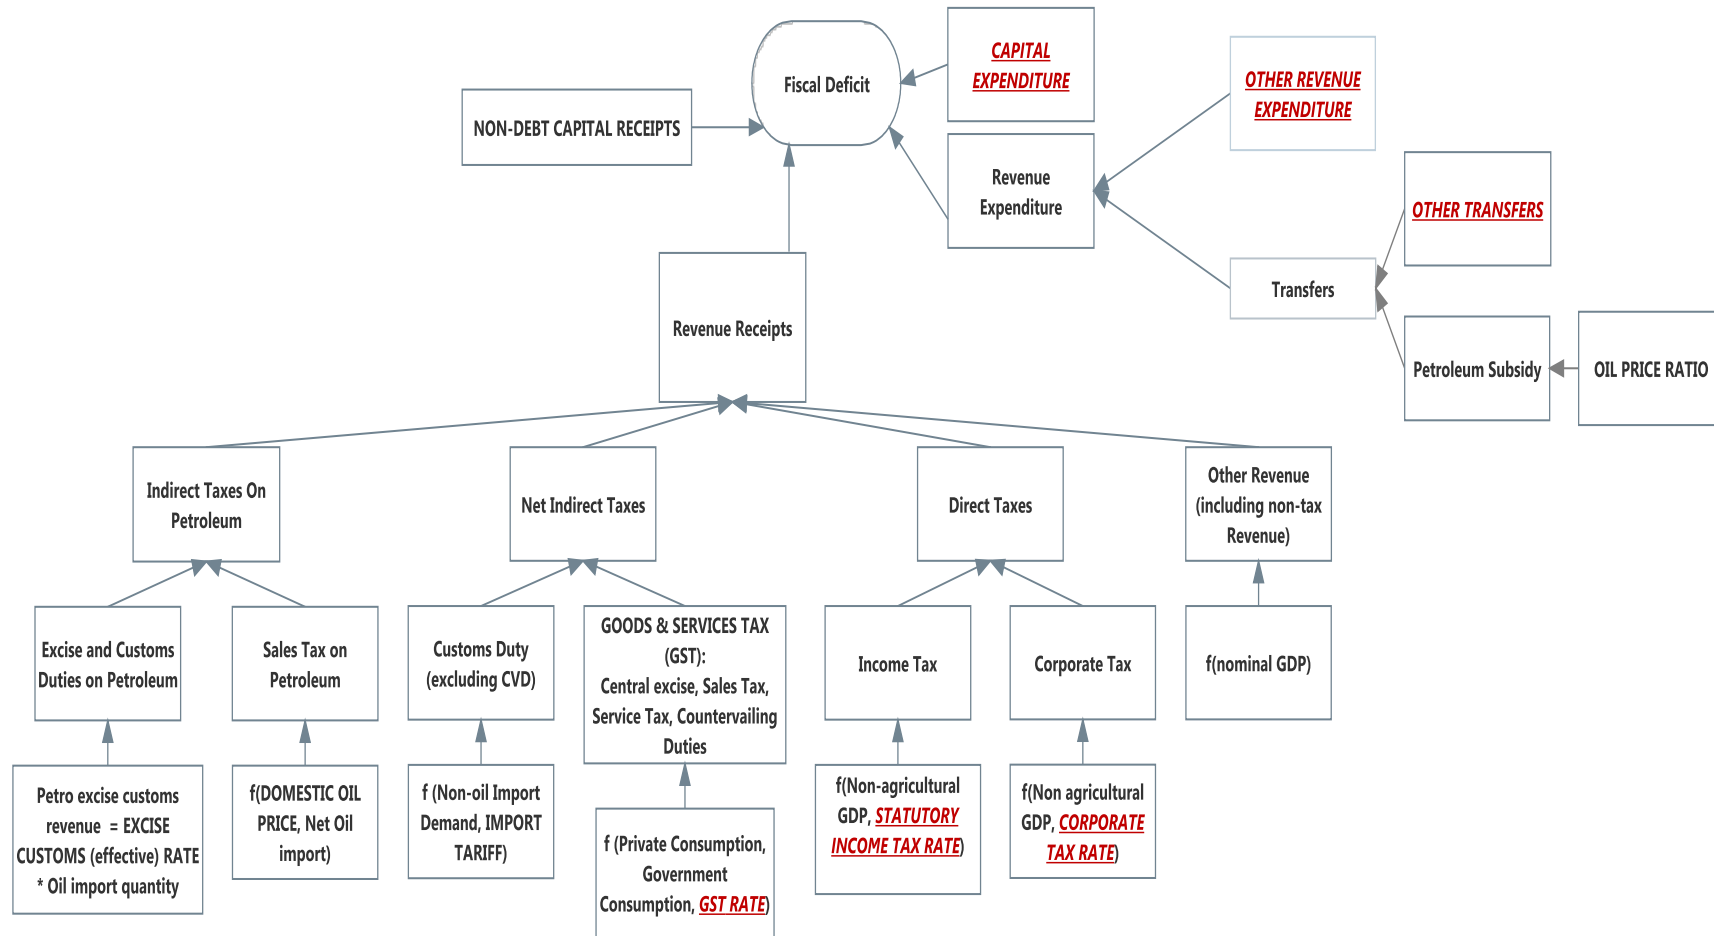 Fiscal Deficit
CAPITAL
EXPENDITURE
OTHER REVENUE
EXPENDITURE
NON-DEBT CAPITAL RECEIPTS
Revenue
Expenditure
OTHER TRANSFERS
Transfers
Revenue Receipts
Petroleum Subsidy
OIL PRICE RATIO
Indirect Taxes On
Petroleum
Net Indirect Taxes
Direct Taxes
Other Revenue
(including non-tax
Revenue)
Excise and Customs
Duties on Petroleum
Sales Tax on
Petroleum
Customs Duty
(excluding CVD)
GOODS & SERVICES TAX
(GST):
Central excise, Sales Tax,
Service Tax, Countervailing
Duties
Income Tax
Corporate Tax
f(nominal GDP)
Petro excise customs
revenue = EXCISE
CUSTOMS (effective) RATE
* Oil import quantity
f(DOMESTIC OIL
PRICE, Net Oil
import)
f (Non-oil Import
Demand, IMPORT
TARIFF)
f (Private Consumption,
Government
Consumption, GST RATE)
f(Non-agricultural
GDP, STATUTORY
INCOME TAX RATE)
f(Non agricultural
GDP, CORPORATE
TAX RATE)